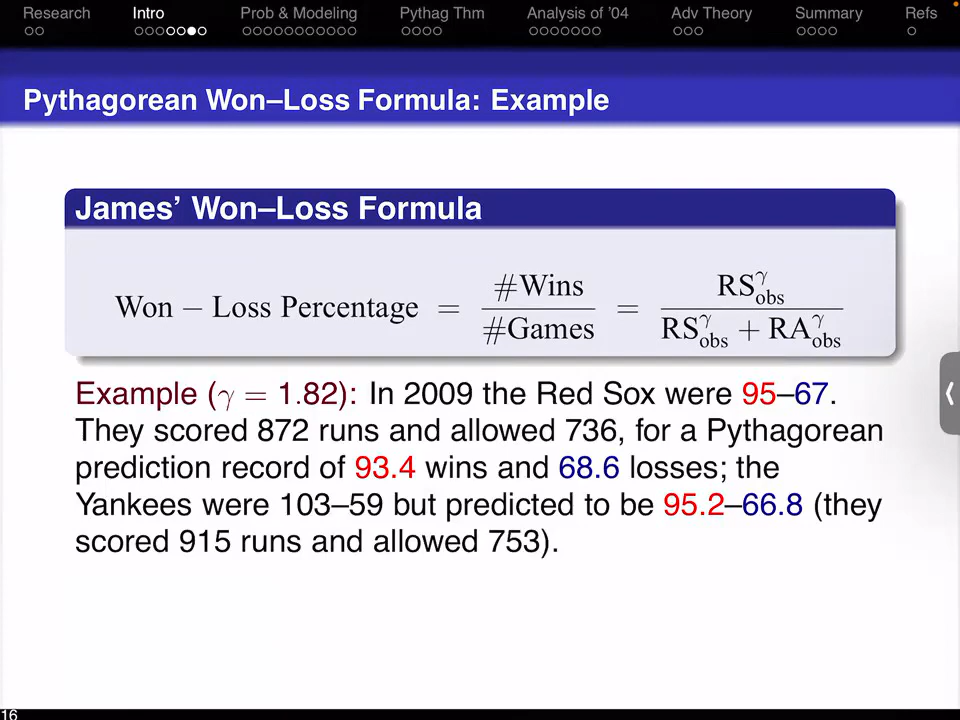 Research Intro Prob & Modeling Pythag Thm Analysis of ’04 Adv Theory Summary Refs
Pythagorean Won–Loss Formula: Example
James’ Won–Loss Formula
Won − Loss Percentage = #Wins / #Games = RS^γ_obs / (RS^γ_obs + RA^γ_obs)
Example (γ = 1.82): In 2009 the Red Sox were 95–67.
They scored 872 runs and allowed 736, for a Pythagorean
prediction record of 93.4 wins and 68.6 losses; the
Yankees were 103–59 but predicted to be 95.2–66.8 (they
scored 915 runs and allowed 753).
16